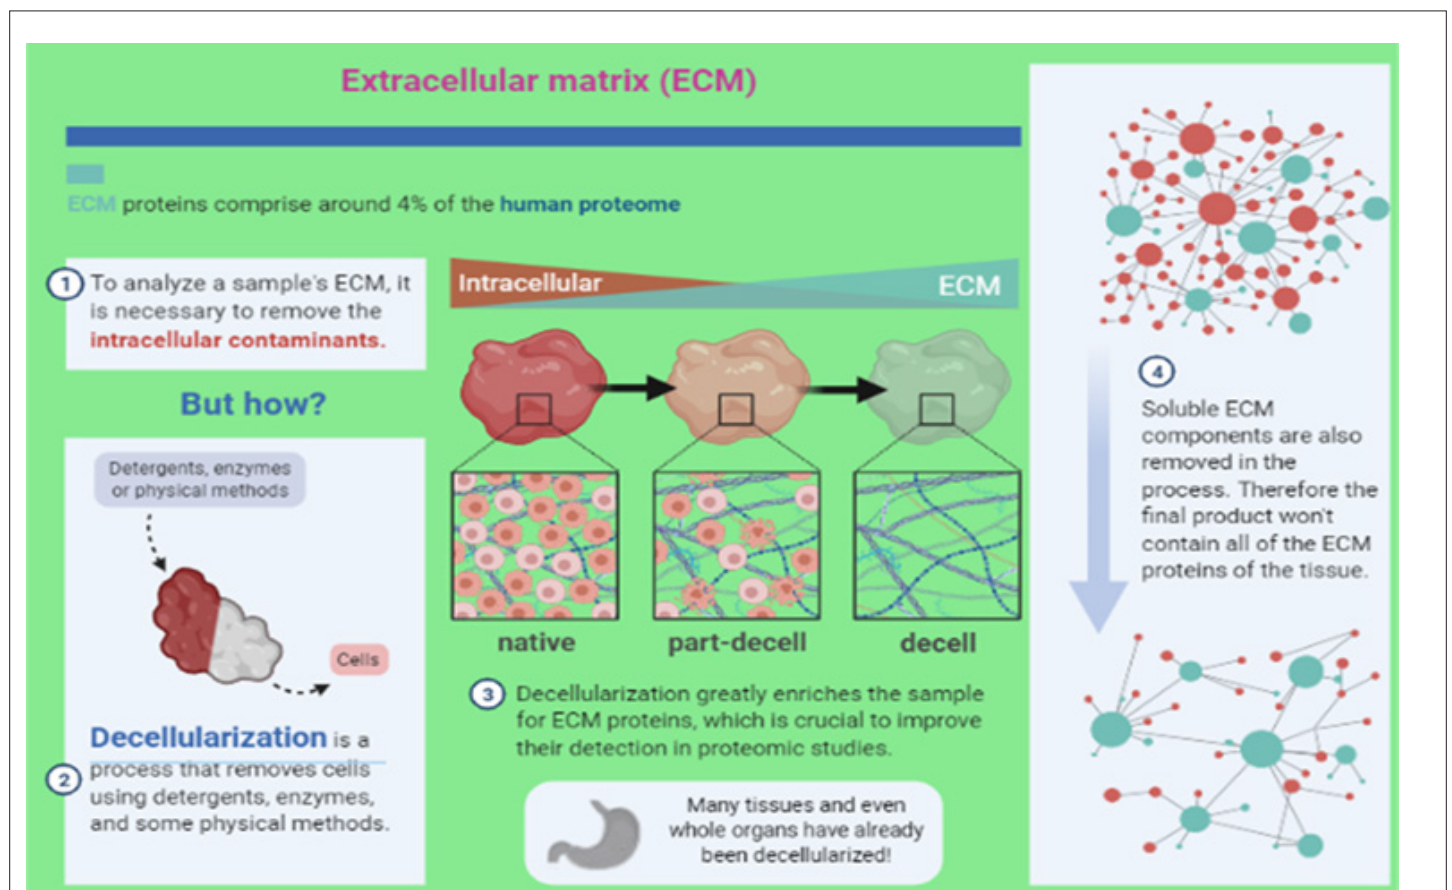 Extracellular matrix (ECM)
ECM proteins comprise around 4% of the human proteome
1
To analyze a sample's ECM, it
is necessary to remove the
intracellular contaminants.
But how?
Detergents, enzymes
or physical methods
Cells
2
Decellularization is a
process that removes cells
using detergents, enzymes,
and some physical methods.
Intracellular
ECM
native
part-decell
decell
3
Decellularization greatly enriches the sample
for ECM proteins, which is crucial to improve
their detection in proteomic studies.
Many tissues and even
whole organs have already
been decellularized!
4
Soluble ECM
components are also
removed in the
process. Therefore the
final product won't
contain all of the ECM
proteins of the tissue.